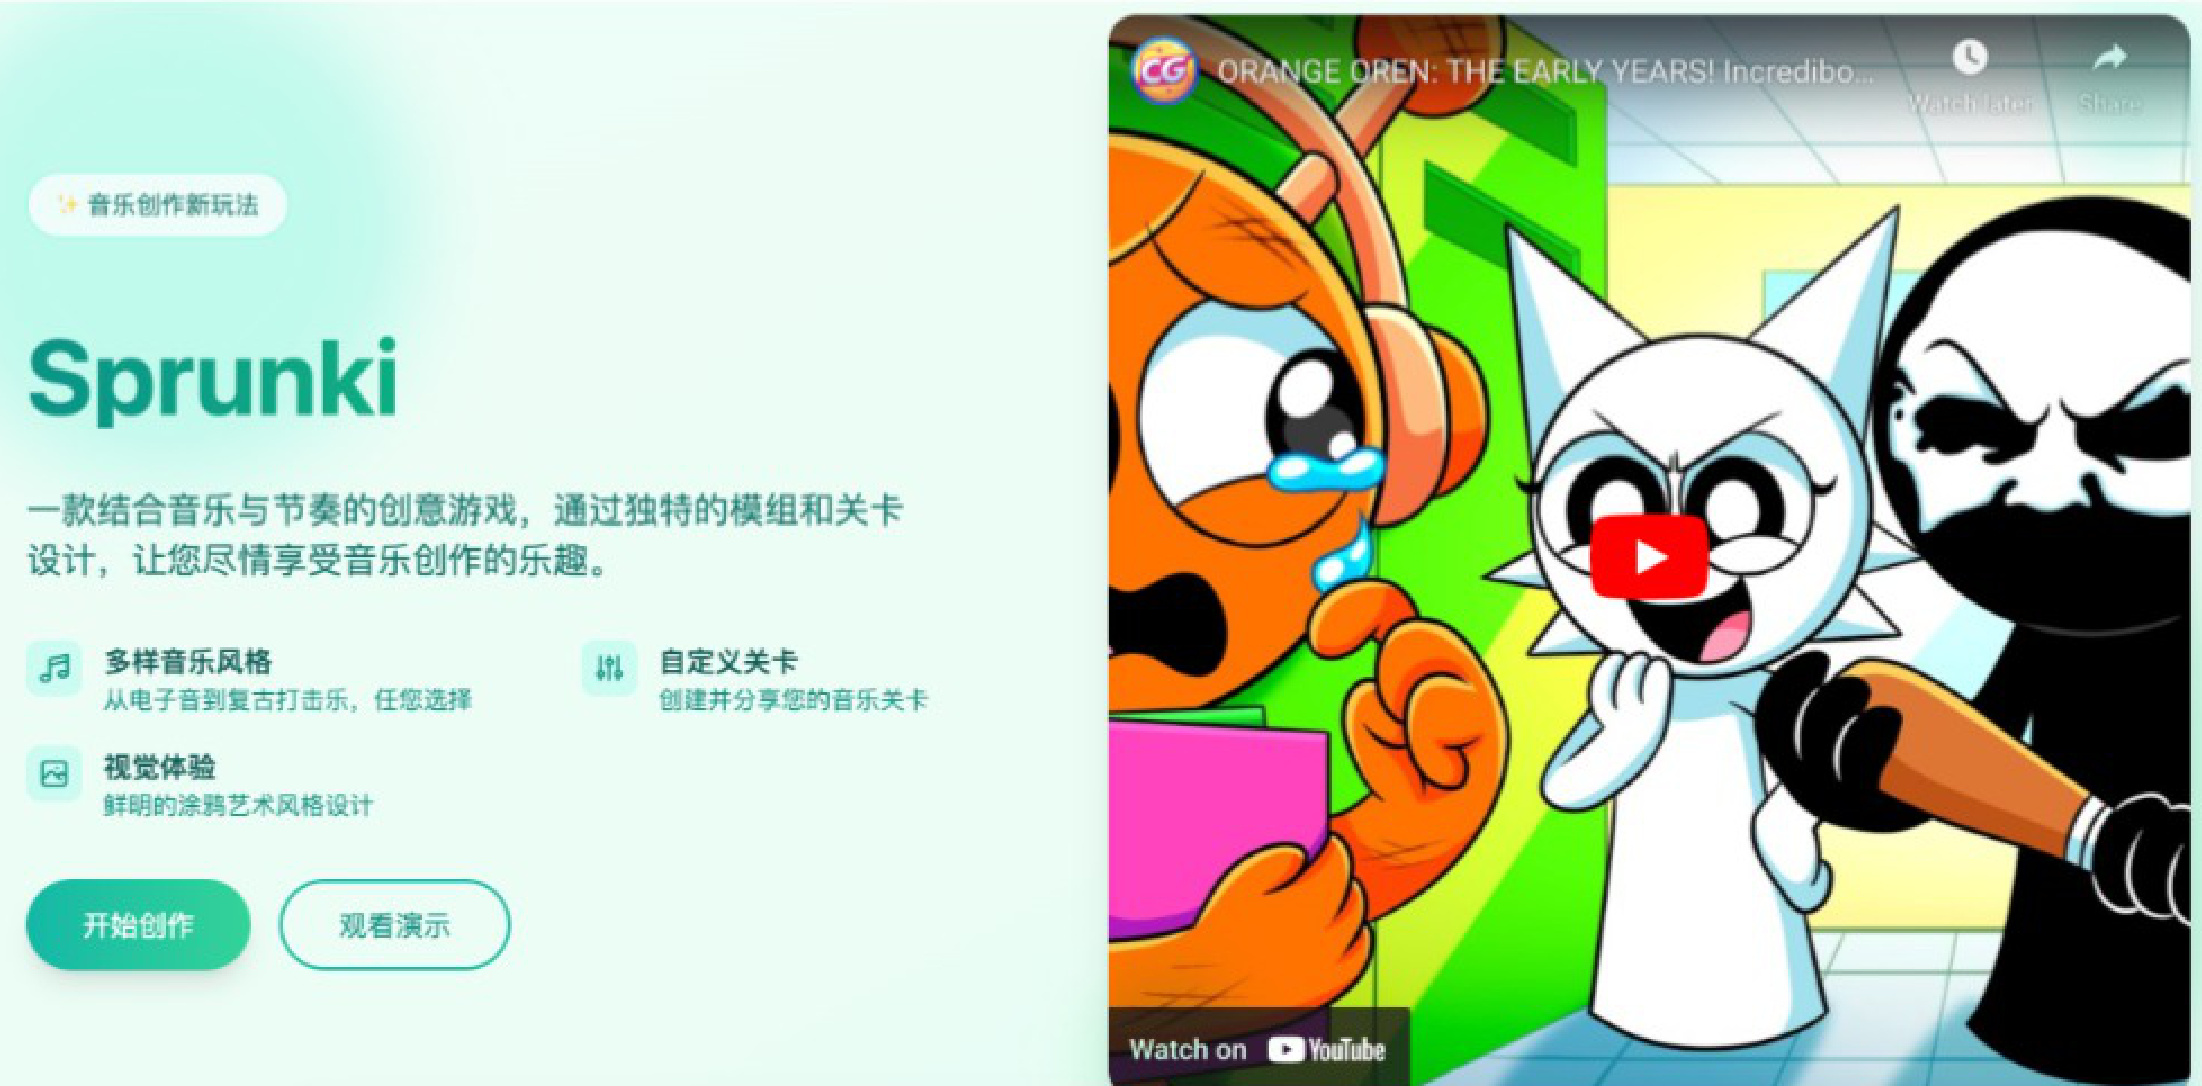 ✨ 音乐创作新玩法
Sprunki
一款结合音乐与节奏的创意游戏，通过独特的模组和关卡
设计，让您尽情享受音乐创作的乐趣。
多样音乐风格
从电子音到复古打击乐，任您选择
自定义关卡
创建并分享您的音乐关卡
视觉体验
鲜明的涂鸦艺术风格设计
开始创作
观看演示
CG
ORANGE OREN: THE EARLY YEARS! Incredibo...
Watch later
Share
Watch on YouTube